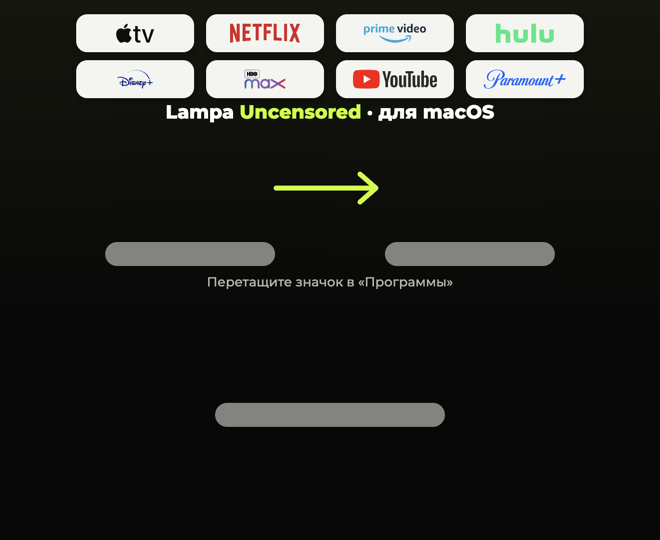 tv NETFLIX prime video hulu
Disney+ HBO max YouTube Paramount+
Lampa Uncensored · для macOS
Перетащите значок в «Программы»